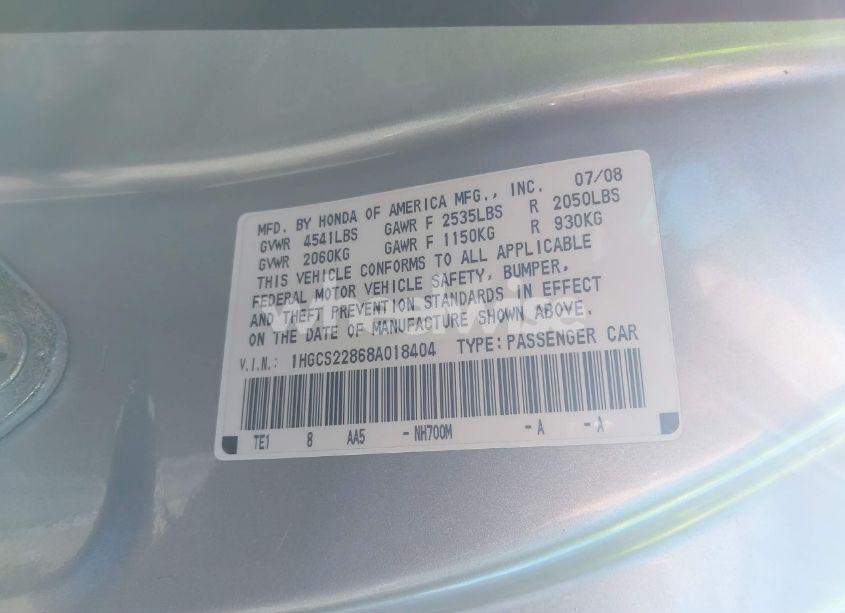 MFD. BY HONDA OF AMERICA MFG., INC. 07/08
GVWR 4541LBS GAWR F 2535LBS R 2050LBS
GVWR 2060KG GAWR F 1150KG R 930KG
THIS VEHICLE CONFORMS TO ALL APPLICABLE
FEDERAL MOTOR VEHICLE SAFETY, BUMPER,
AND THEFT PREVENTION STANDARDS IN EFFECT
ON THE DATE OF MANUFACTURE SHOWN ABOVE.
V.I.N.: 1HGCS22868A018404 TYPE: PASSENGER CAR
TE1 8 AA5 -NH700M -A -A
wheelwise